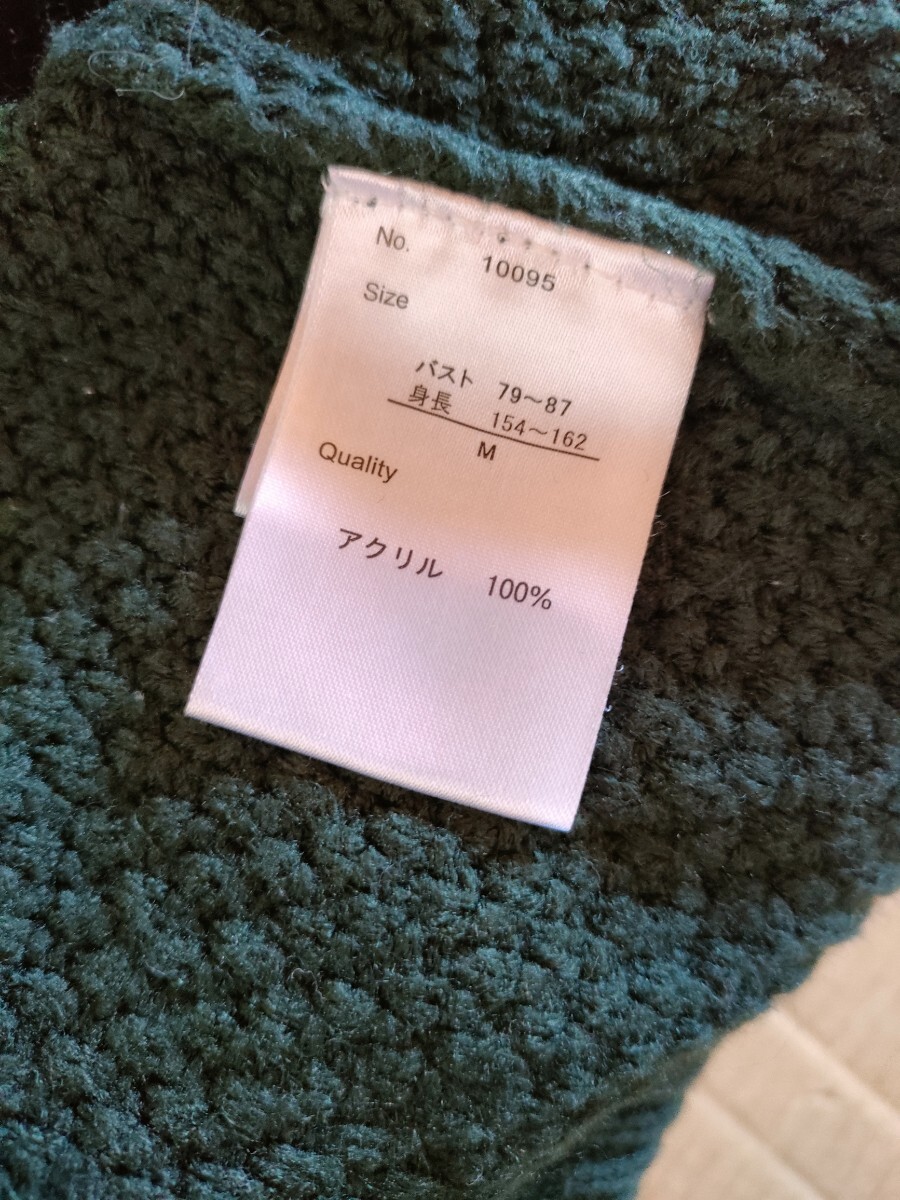 No. 10095
Size
バスト 79～87
身長 154～162
M
Quality
アクリル 100%